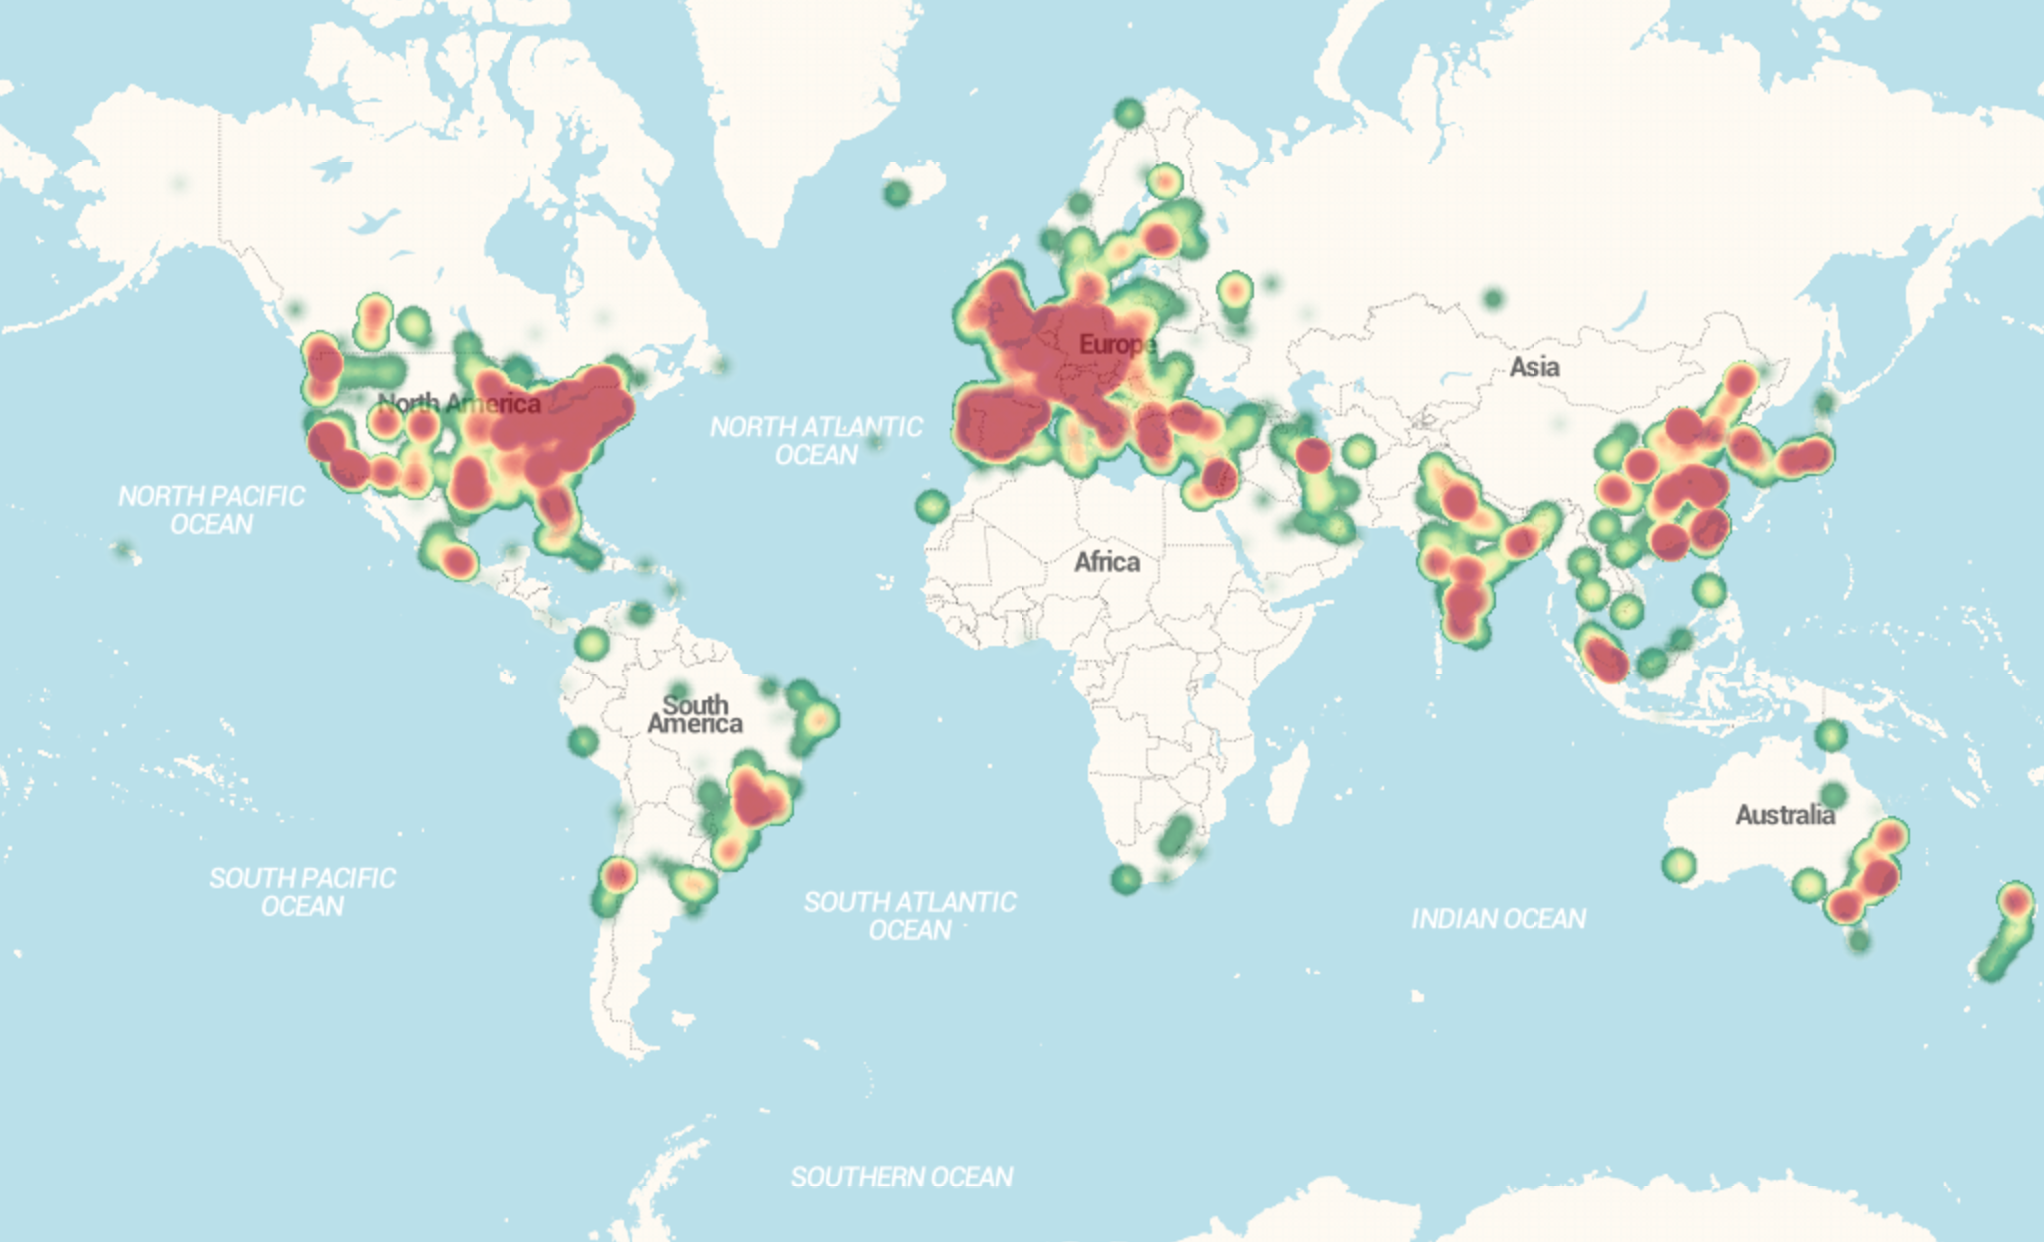 Europe
Asia
North America
NORTH ATLANTIC
OCEAN
NORTH PACIFIC
OCEAN
Africa
South
America
Australia
SOUTH PACIFIC
OCEAN
SOUTH ATLANTIC
OCEAN
INDIAN OCEAN
SOUTHERN OCEAN